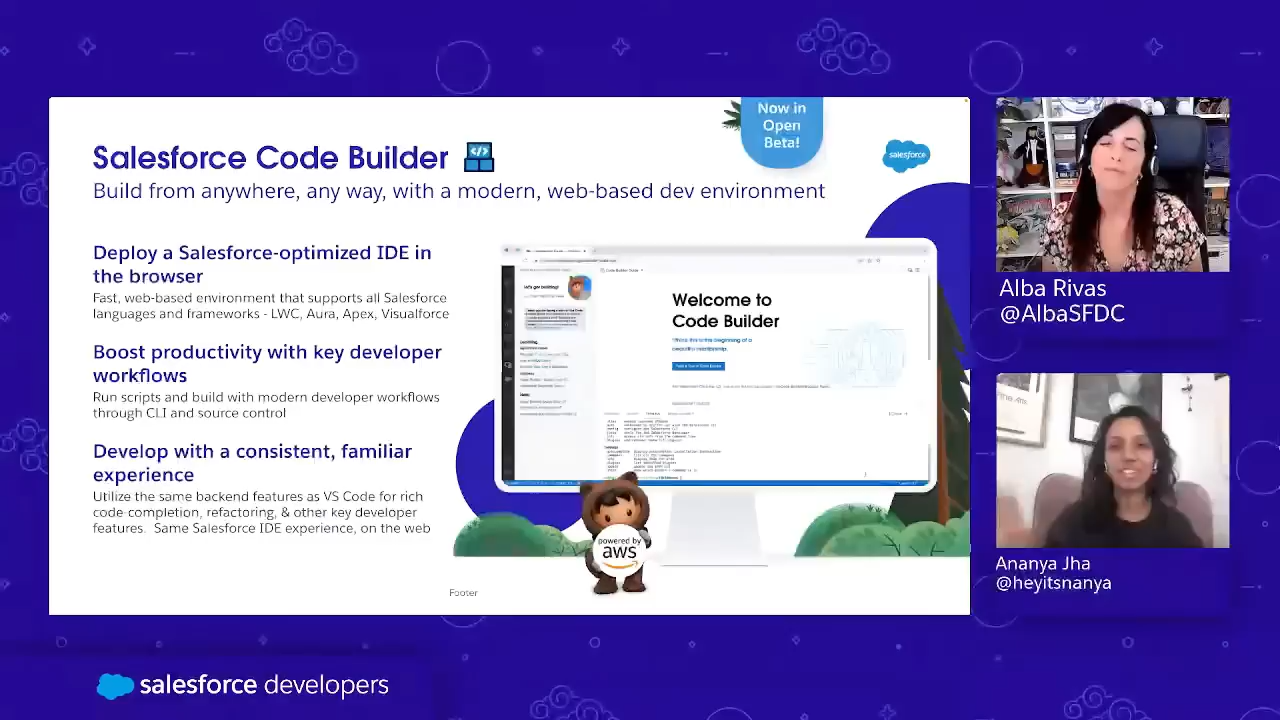 Now in
Open
Beta!
Salesforce Code Builder
salesforce
Build from anywhere, any way, with a modern, web-based dev environment
Deploy a Salesforce-optimized IDE in
the browser
Fast, web-based environment that supports all Salesforce
languages and frameworks: LWC, Aura, Apex, Visualforce
Boost productivity with key developer
workflows
Run scripts and build with modern developer workflows
through CLI and source control
Develop with a consistent, familiar
experience
Utilize the same backend features as VS Code for rich
code-completion, refactoring, & other key developer
features. Same Salesforce IDE experience, on the web
Let's get building!
Welcome to
Code Builder
powered by
aws
Footer
Alba Rivas
@AlbaSFDC
Ananya Jha
@heyitsnanya
salesforce developers